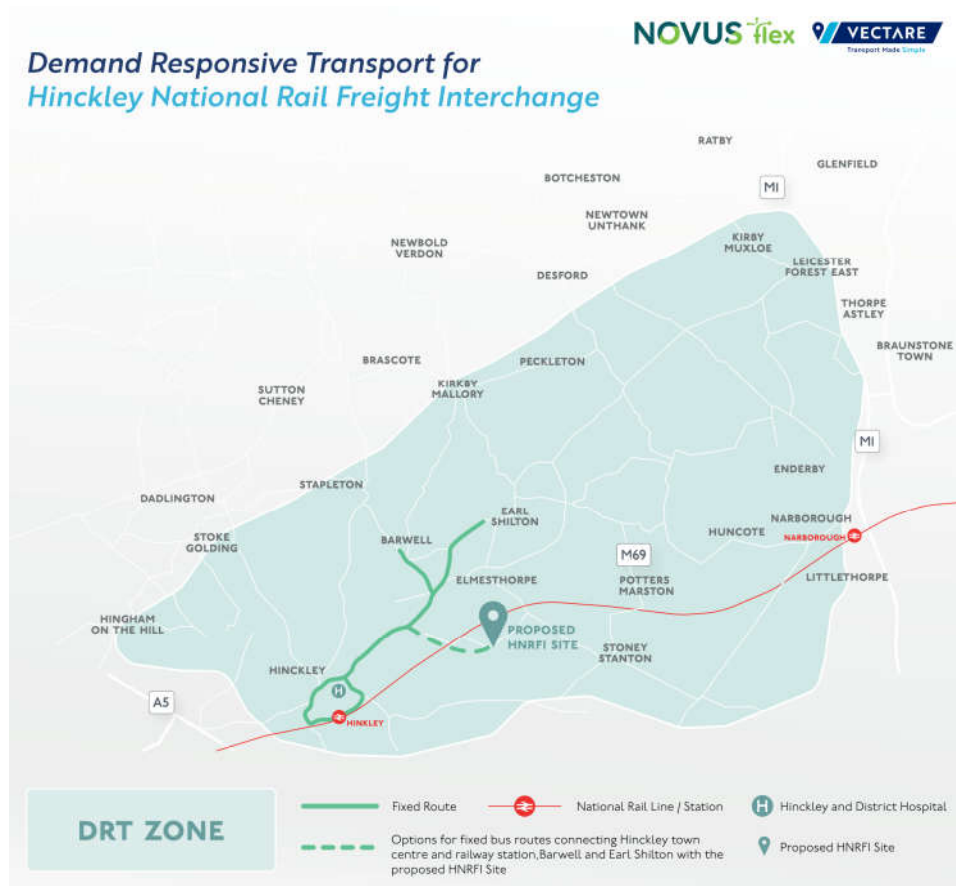 NOVUS flex
VECTARE
Transport Made Simple
Demand Responsive Transport for
Hinckley National Rail Freight Interchange
RATBY
GLENFIELD
BOTCHESTON
M1
NEWTOWN
UNTHANK
KIRBY
MUXLOE
NEWBOLD
VERDON
LEICESTER
FOREST EAST
DESFORD
THORPE
ASTLEY
BRAUNSTONE
TOWN
BRASCOTE
PECKLETON
KIRKBY
MALLORY
SUTTON
CHENEY
M1
ENDERBY
STAPLETON
DADLINGTON
EARL
SHILTON
NARBOROUGH
HUNCOTE
NARBOROUGH
STOKE
GOLDING
BARWELL
M69
ELMESTHORPE
POTTERS
MARSTON
LITTLETHORPE
HINGHAM
ON THE HILL
PROPOSED
HNRFI SITE
STONEY
STANTON
HINCKLEY
H
A5
HINKLEY
DRT ZONE
Fixed Route
National Rail Line / Station
H Hinckley and District Hospital
Options for fixed bus routes connecting Hinckley town
centre and railway station,Barwell and Earl Shilton with the
proposed HNRFI Site
Proposed HNRFI Site